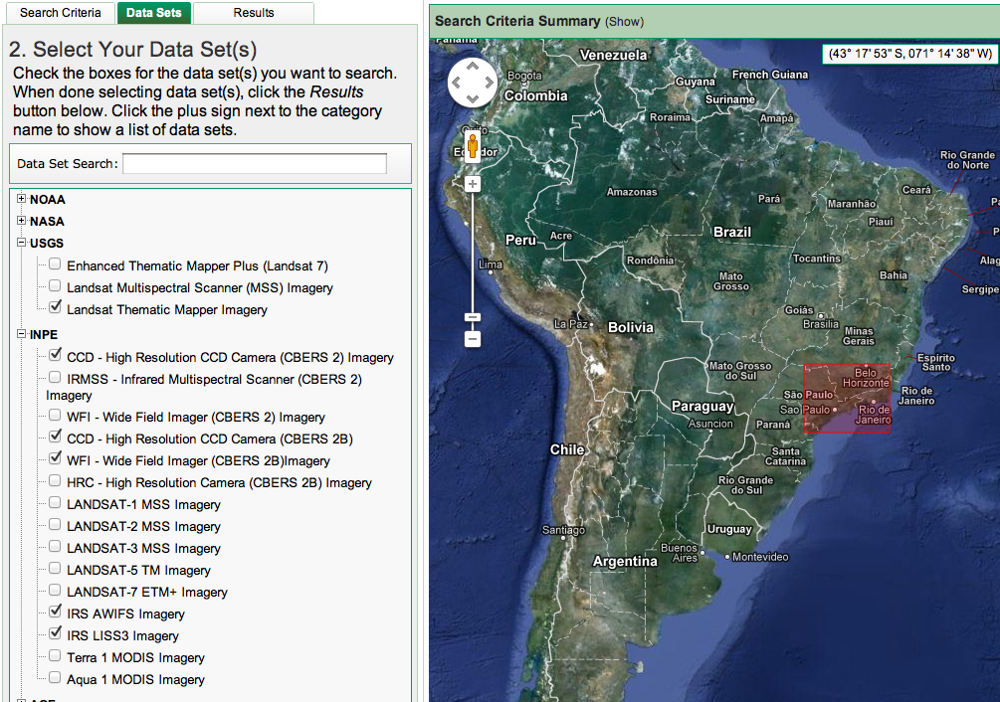 Search Criteria
Data Sets
Results
2. Select Your Data Set(s)
Check the boxes for the data set(s) you want to search.
When done selecting data set(s), click the Results
button below. Click the plus sign next to the category
name to show a list of data sets.
Data Set Search:
NOAA
NASA
USGS
Enhanced Thematic Mapper Plus (Landsat 7)
Landsat Multispectral Scanner (MSS) Imagery
Landsat Thematic Mapper Imagery
INPE
CCD - High Resolution CCD Camera (CBERS 2) Imagery
IRMSS - Infrared Multispectral Scanner (CBERS 2)
Imagery
WFI - Wide Field Imager (CBERS 2) Imagery
CCD - High Resolution CCD Camera (CBERS 2B)
WFI - Wide Field Imager (CBERS 2B)Imagery
HRC - High Resolution Camera (CBERS 2B) Imagery
LANDSAT-1 MSS Imagery
LANDSAT-2 MSS Imagery
LANDSAT-3 MSS Imagery
LANDSAT-5 TM Imagery
LANDSAT-7 ETM+ Imagery
IRS AWIFS Imagery
IRS LISS3 Imagery
Terra 1 MODIS Imagery
Aqua 1 MODIS Imagery
Search Criteria Summary (Show)
(43° 17' 53" S, 071° 14' 38" W)
Panama
Venezuela
Bogota
Colombia
Guyana
French Guiana
Suriname
Roraima
Amapá
Quito
Rio Grande
do Norte
Amazonas
Pará
Ceará
Maranhão
Piauí
Peru
Acre
Brazil
Lima
Rondônia
Tocantins
Alag
Mato
Grosso
Bahia
Sergipe
Goiás
Brasilia
La Paz
Bolivia
Minas
Gerais
Espírito
Santo
Mato Grosso
do Sul
Belo
Horizonte
Rio de
Janeiro
São Paulo
Sao Paulo
Rio de
Janeiro
Paraguay
Asuncion
Paraná
Chile
Santa
Catarina
Rio Grande
do Sul
Santiago
Uruguay
Buenos
Aires
Montevideo
Argentina